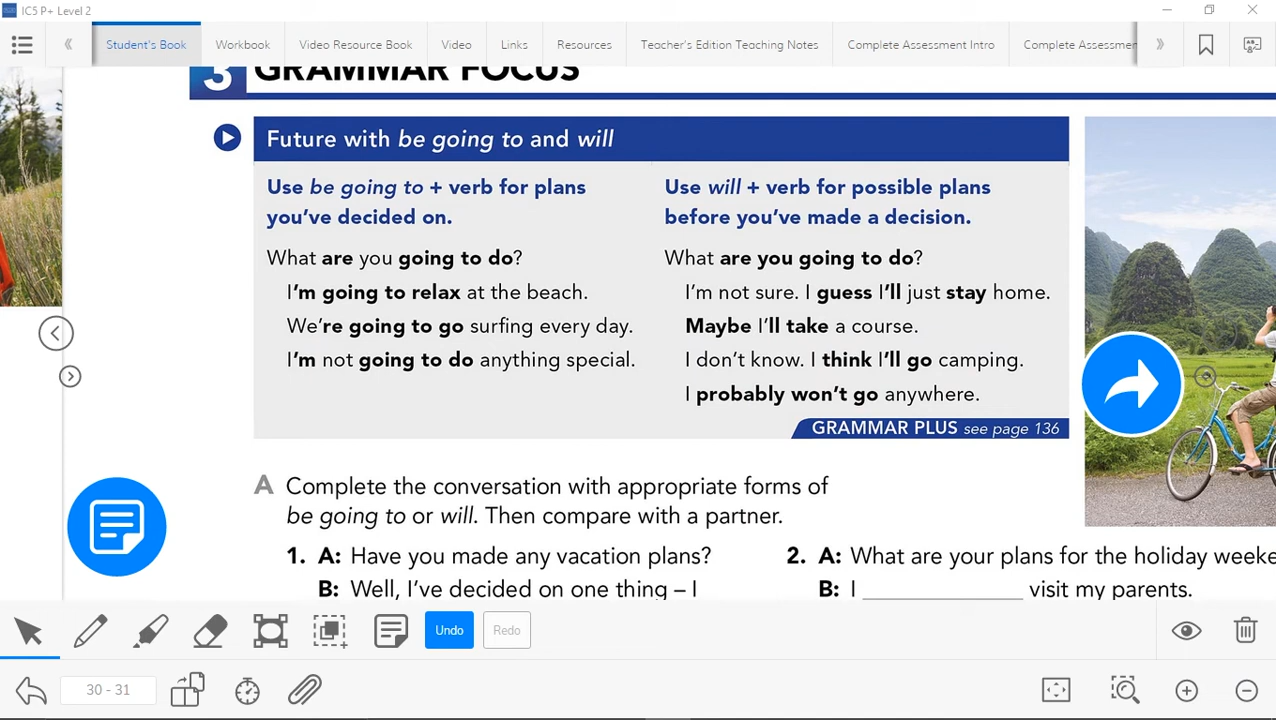 IC5 P+ Level 2
Student's Book Workbook Video Resource Book Video Links Resources Teacher's Edition Teaching Notes Complete Assessment Intro Complete Assessmen
3 GRAMMAR FOCUS
Future with be going to and will
Use be going to + verb for plans
you've decided on.
What are you going to do?
I'm going to relax at the beach.
We're going to go surfing every day.
I'm not going to do anything special.
Use will + verb for possible plans
before you've made a decision.
What are you going to do?
I'm not sure. I guess I'll just stay home.
Maybe I'll take a course.
I don't know. I think I'll go camping.
I probably won't go anywhere.
GRAMMAR PLUS see page 136
A Complete the conversation with appropriate forms of
be going to or will. Then compare with a partner.
1. A: Have you made any vacation plans?
B: Well, I've decided on one thing – I
2. A: What are your plans for the holiday weeke
B: I ______________ visit my parents.
Undo Redo
30 - 31